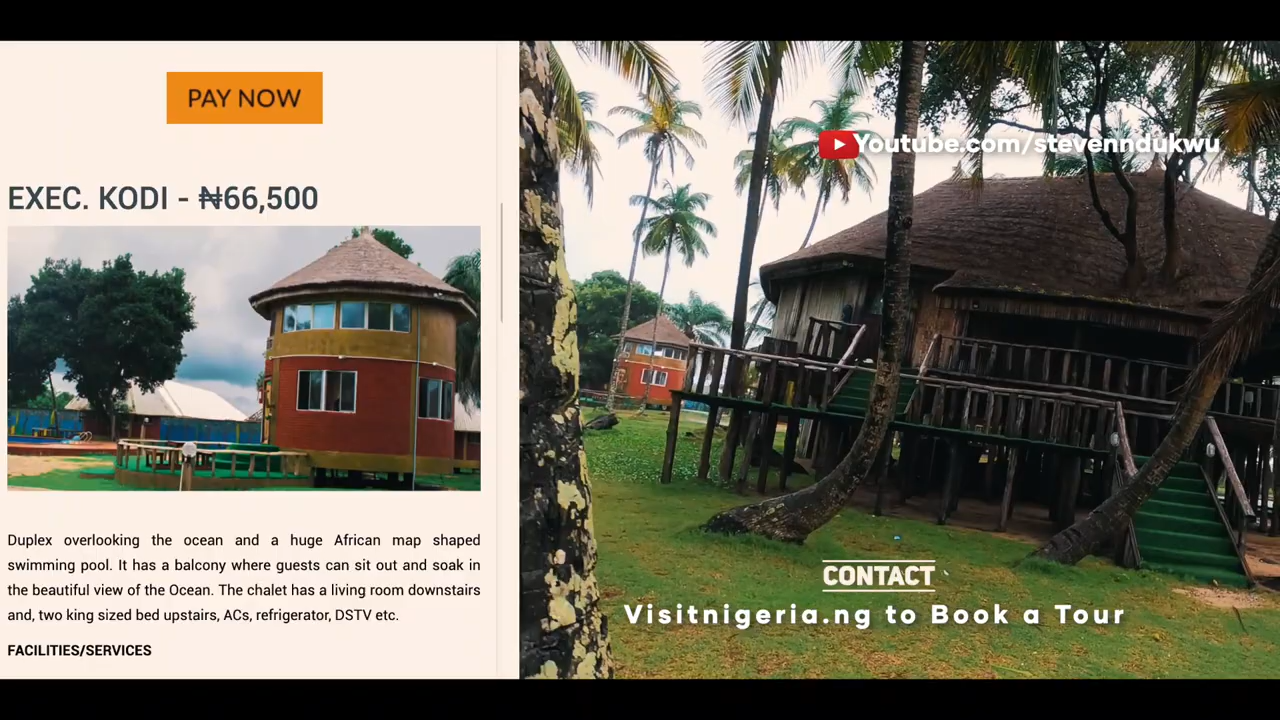 PAY NOW
EXEC. KODI - ₦66,500
Duplex overlooking the ocean and a huge African map shaped
swimming pool. It has a balcony where guests can sit out and soak in
the beautiful view of the Ocean. The chalet has a living room downstairs
and, two king sized bed upstairs, ACs, refrigerator, DSTV etc.
FACILITIES/SERVICES
Youtube.com/stevenndukwu
CONTACT
Visitnigeria.ng to Book a Tour